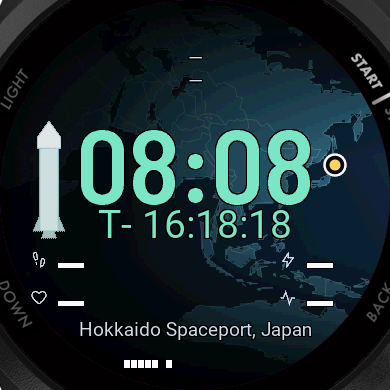 LIGHT
START
08:08
T- 16:18:18
DOWN
BACK
Hokkaido Spaceport, Japan